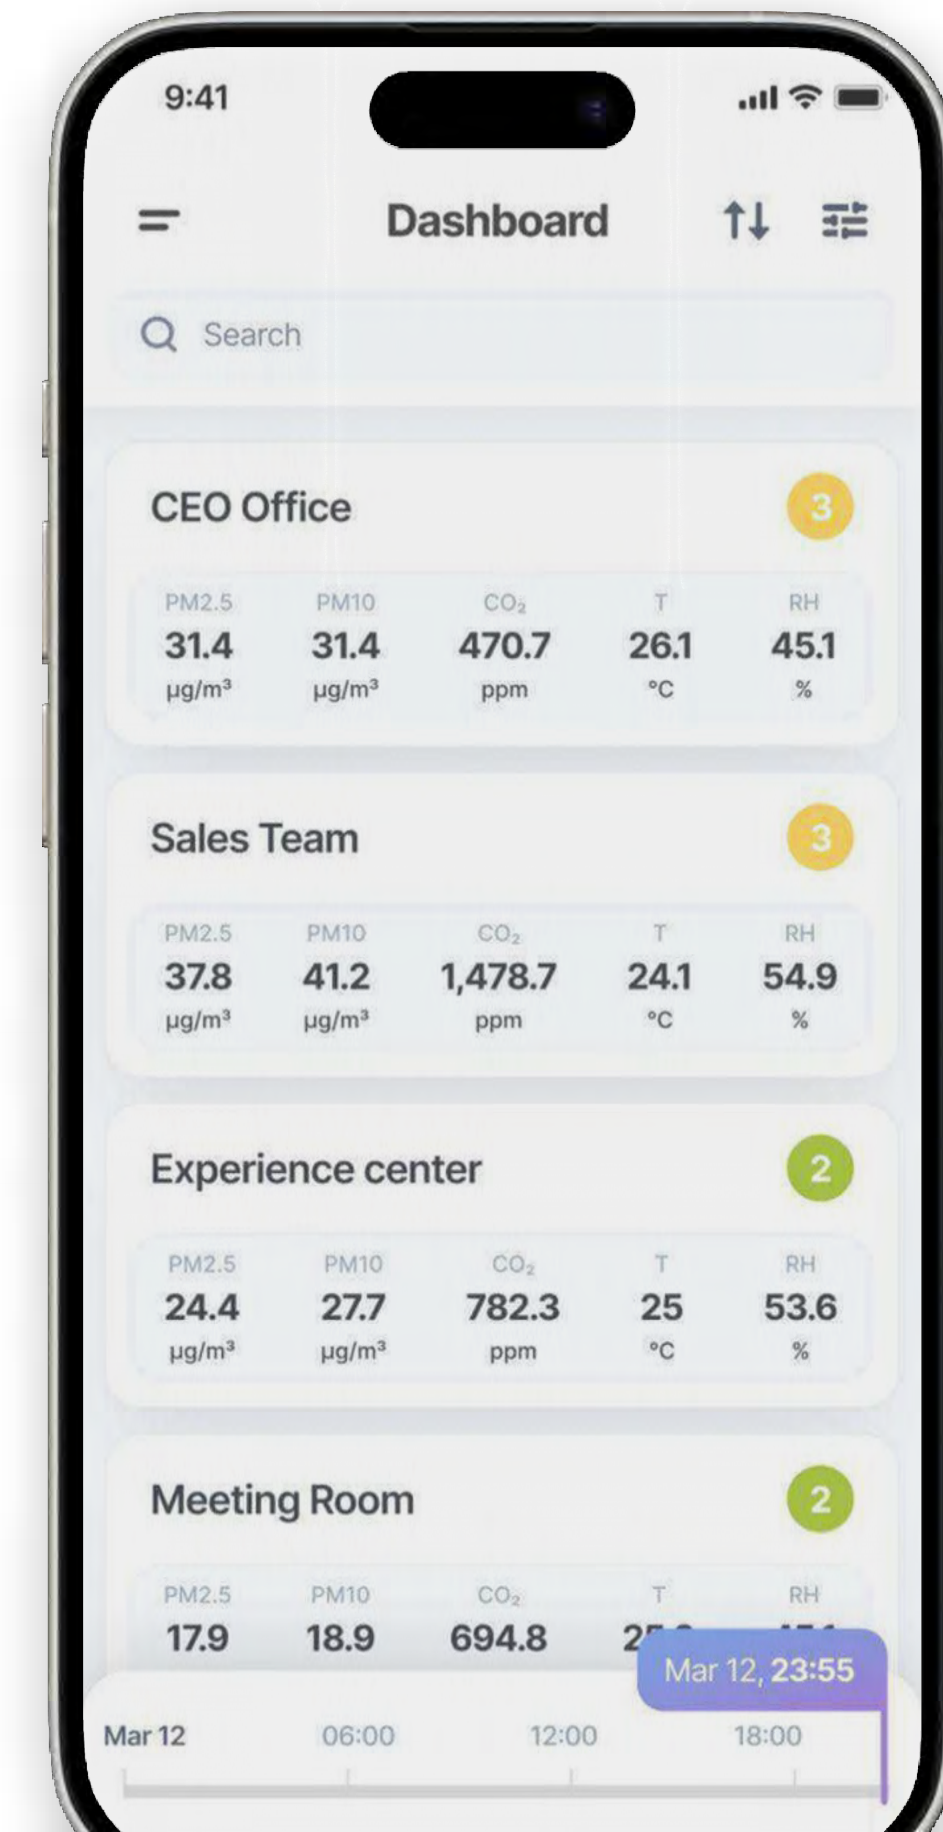 9:41
Dashboard
Search
CEO Office 3
PM2.5 PM10 CO₂ T RH
31.4 31.4 470.7 26.1 45.1
µg/m³ µg/m³ ppm °C %
Sales Team 3
PM2.5 PM10 CO₂ T RH
37.8 41.2 1,478.7 24.1 54.9
µg/m³ µg/m³ ppm °C %
Experience center 2
PM2.5 PM10 CO₂ T RH
24.4 27.7 782.3 25 53.6
µg/m³ µg/m³ ppm °C %
Meeting Room 2
PM2.5 PM10 CO₂ T RH
17.9 18.9 694.8
Mar 12, 23:55
Mar 12 06:00 12:00 18:00